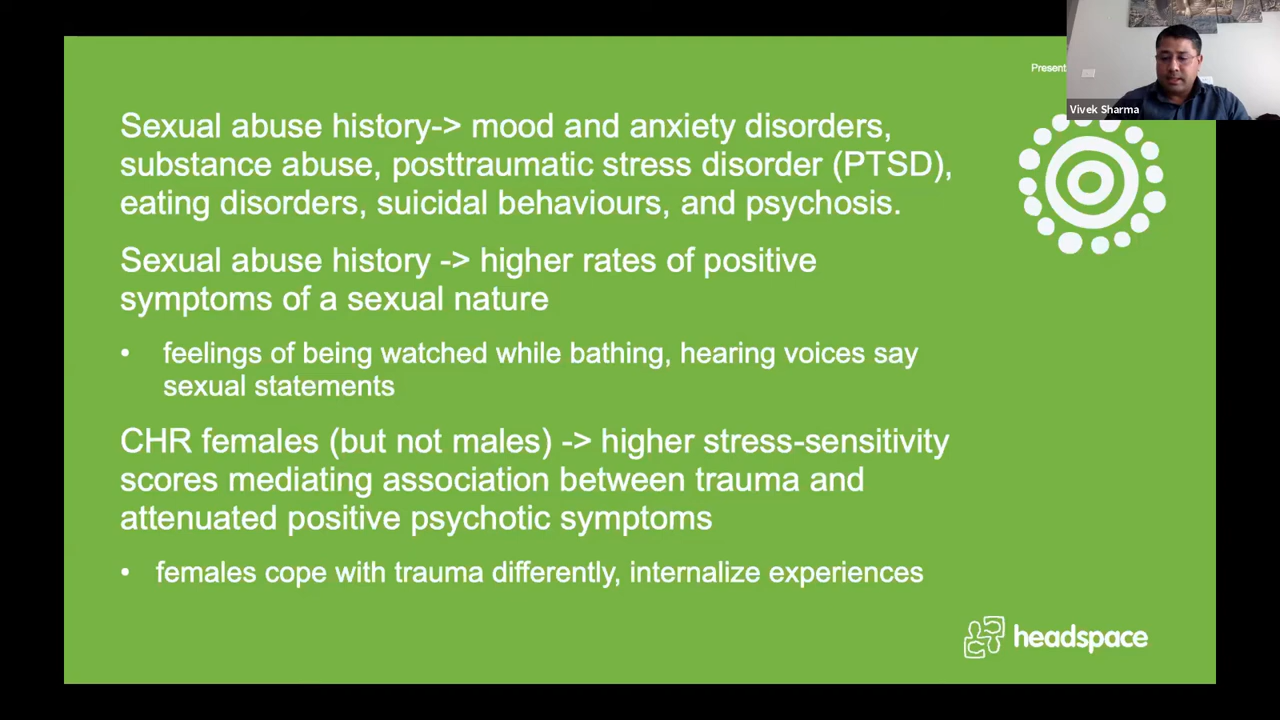 Present
Vivek Sharma
Sexual abuse history-> mood and anxiety disorders,
substance abuse, posttraumatic stress disorder (PTSD),
eating disorders, suicidal behaviours, and psychosis.
Sexual abuse history -> higher rates of positive
symptoms of a sexual nature
• feelings of being watched while bathing, hearing voices say
sexual statements
CHR females (but not males) -> higher stress-sensitivity
scores mediating association between trauma and
attenuated positive psychotic symptoms
• females cope with trauma differently, internalize experiences
headspace